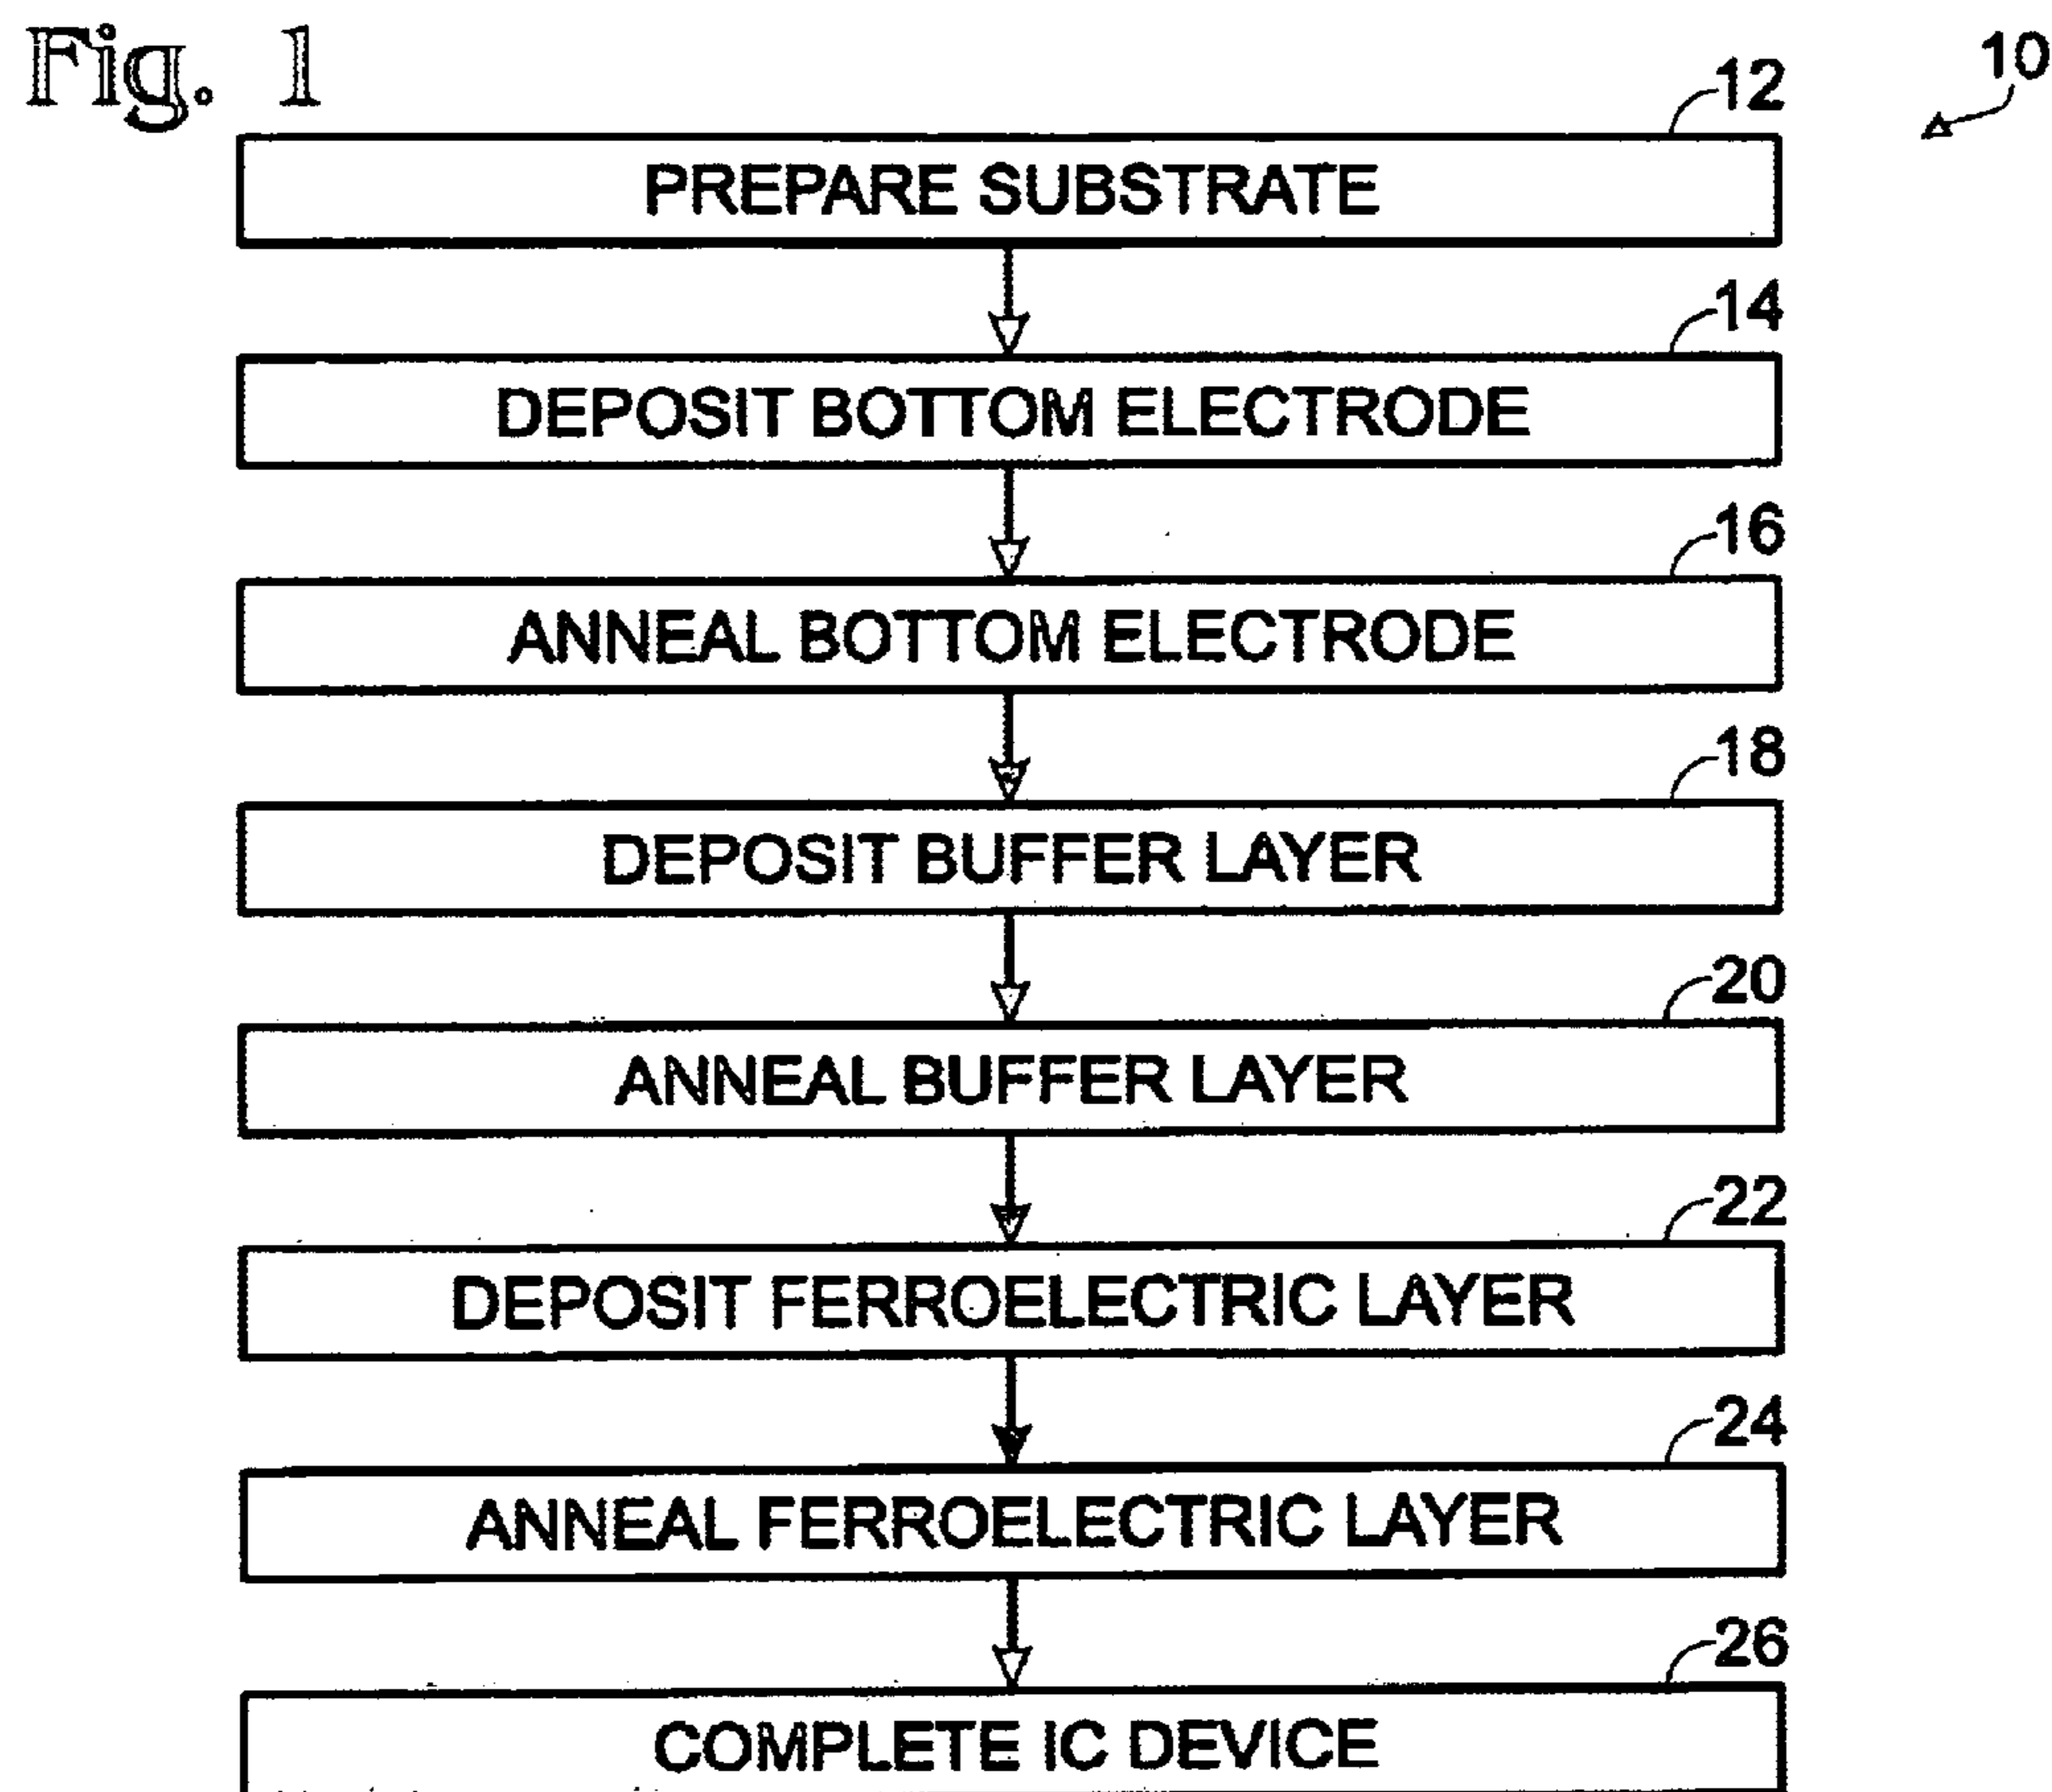 Fig. 1
10
12
PREPARE SUBSTRATE
14
DEPOSIT BOTTOM ELECTRODE
16
ANNEAL BOTTOM ELECTRODE
18
DEPOSIT BUFFER LAYER
20
ANNEAL BUFFER LAYER
22
DEPOSIT FERROELECTRIC LAYER
24
ANNEAL FERROELECTRIC LAYER
26
COMPLETE IC DEVICE